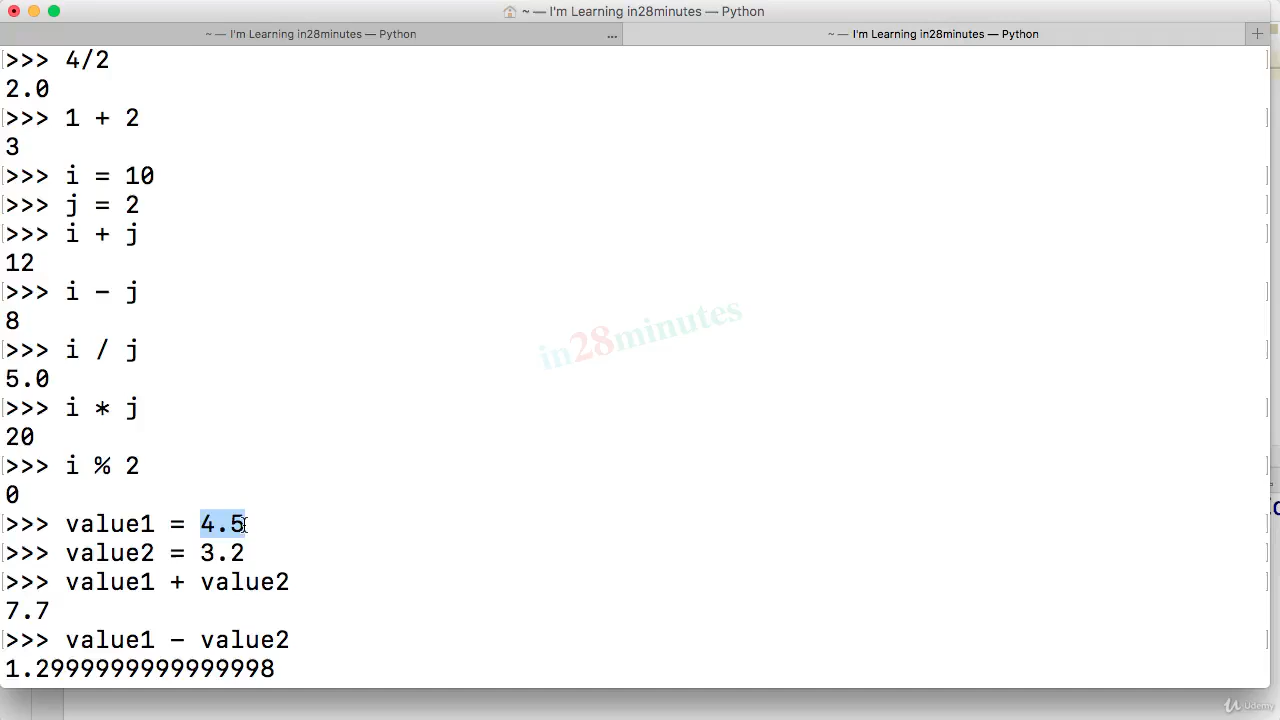 ~ — I'm Learning in28minutes — Python
~ — I'm Learning in28minutes — Python ...
~ — I'm Learning in28minutes — Python +
>>> 4/2
2.0
>>> 1 + 2
3
>>> i = 10
>>> j = 2
>>> i + j
12
>>> i - j
8
>>> i / j
5.0
>>> i * j
20
>>> i % 2
0
>>> value1 = 4.5
>>> value2 = 3.2
>>> value1 + value2
7.7
>>> value1 - value2
1.2999999999999998
in28minutes
Udemy